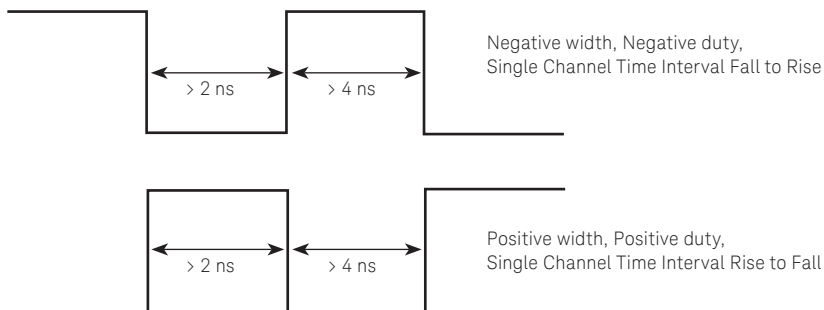 > 2 ns
> 4 ns
Negative width, Negative duty,
Single Channel Time Interval Fall to Rise
> 2 ns
> 4 ns
Positive width, Positive duty,
Single Channel Time Interval Rise to Fall